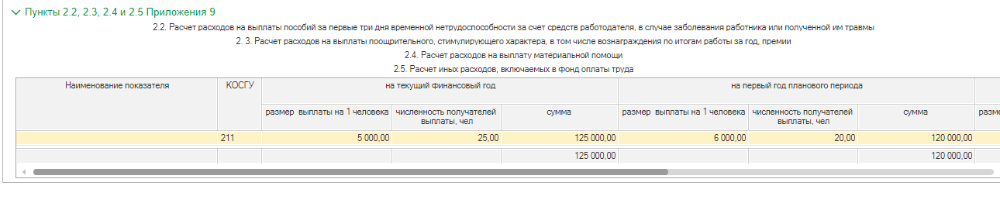 Пункты 2.2, 2.3, 2.4 и 2.5 Приложения 9
2.2. Расчет расходов на выплаты пособий за первые три дня временной нетрудоспособности за счет средств работодателя, в случае заболевания работника или полученной им травмы
2. 3. Расчет расходов на выплаты поощрительного, стимулирующего характера, в том числе вознаграждения по итогам работы за год, премии
2.4. Расчет расходов на выплату материальной помощи
2.5. Расчет иных расходов, включаемых в Фонд оплаты труда
Наименование показателя КОСГУ на текущий финансовый год на первый год планового периода
размер выплаты на 1 человека численность получателей выплаты, чел сумма размер выплаты на 1 человека численность получателей выплаты, чел сумма
211 5 000,00 25,00 125 000,00 6 000,00 20,00 120 000,00
125 000,00 120 000,00